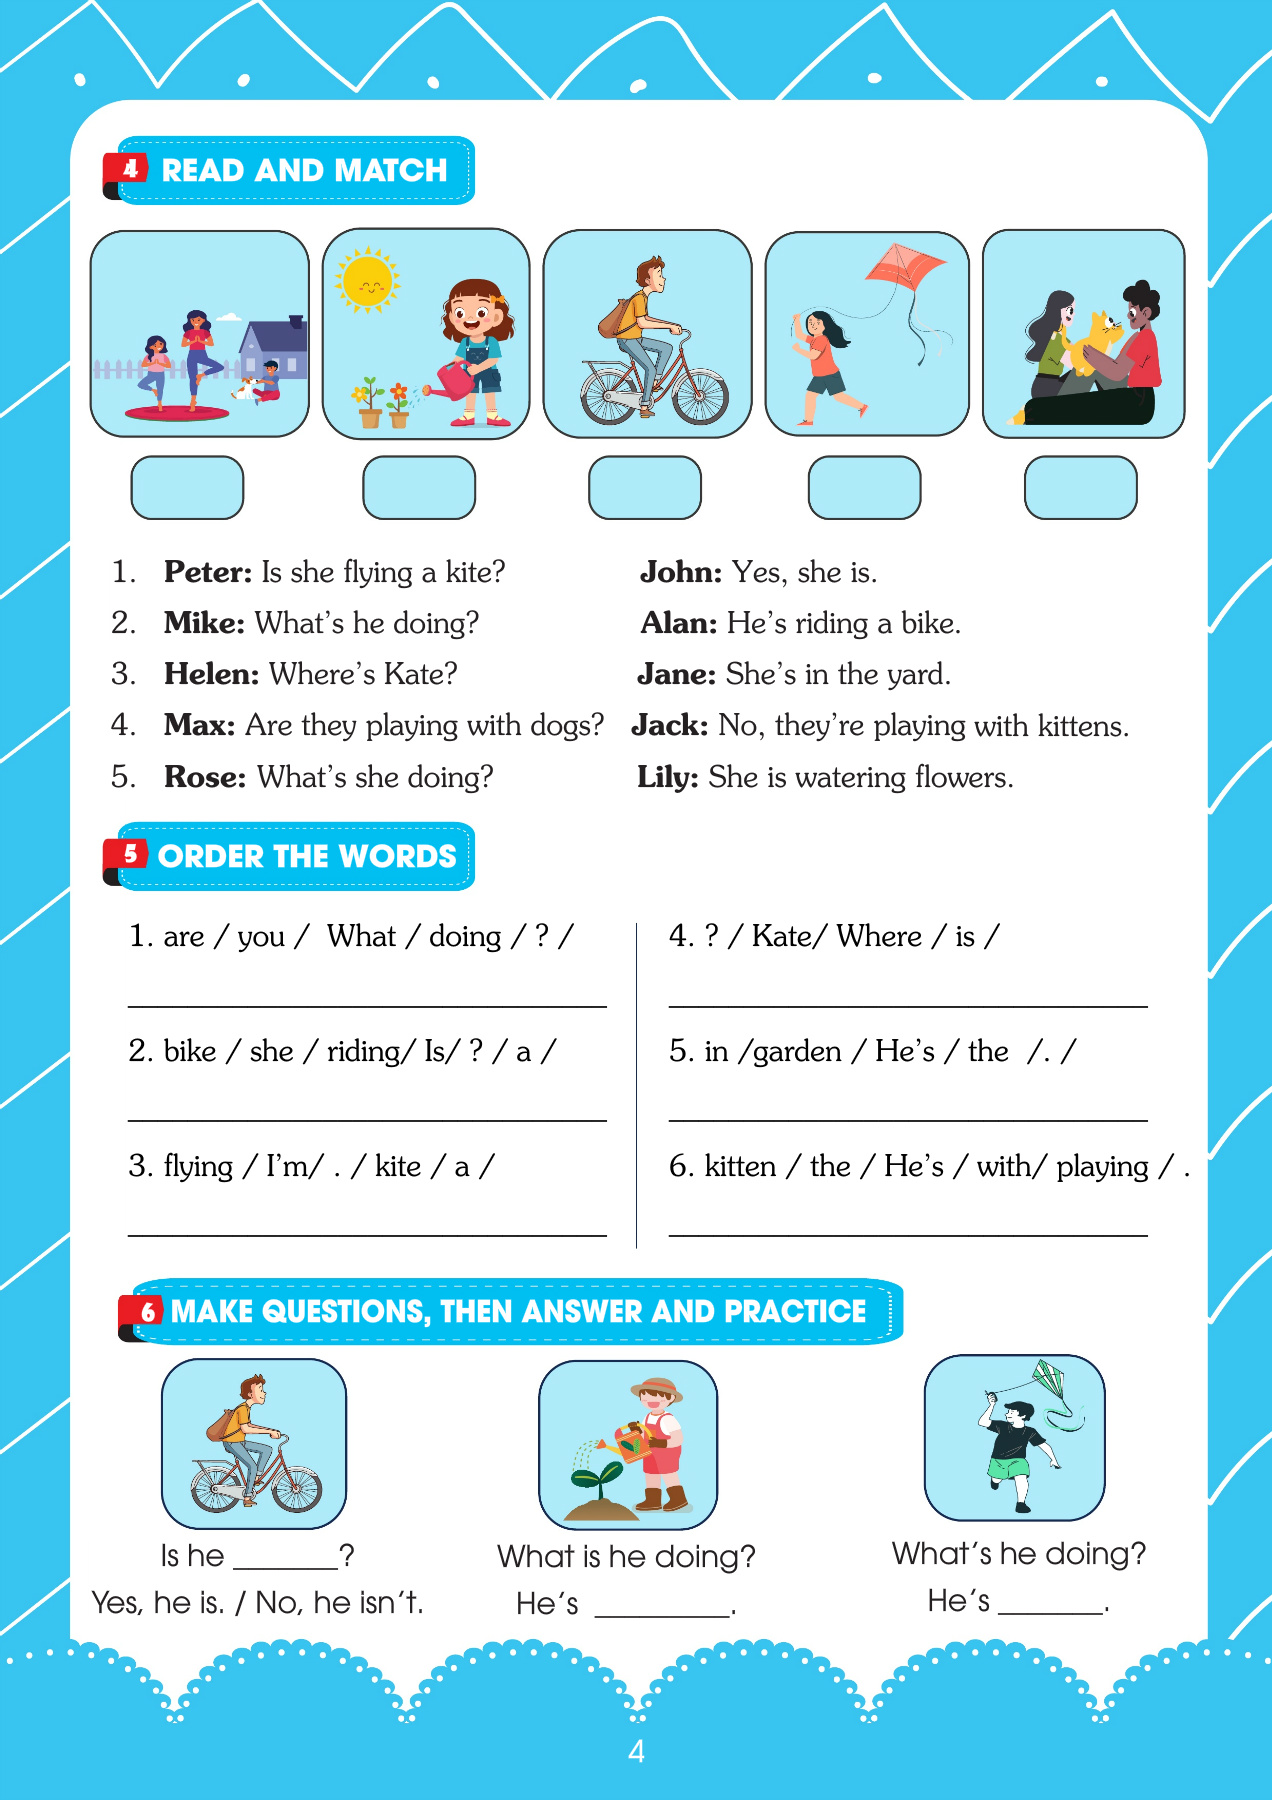 4 READ AND MATCH
1. Peter: Is she flying a kite? John: Yes, she is.
2. Mike: What's he doing? Alan: He's riding a bike.
3. Helen: Where's Kate? Jane: She's in the yard.
4. Max: Are they playing with dogs? Jack: No, they're playing with kittens.
5. Rose: What's she doing? Lily: She is watering flowers.
5 ORDER THE WORDS
1. are / you / What / doing / ? /
2. bike / she / riding/ Is/ ? / a /
3. flying / I'm/ . / kite / a /
4. ? / Kate/ Where / is /
5. in /garden / He's / the /. /
6. kitten / the / He's / with/ playing / .
6 MAKE QUESTIONS, THEN ANSWER AND PRACTICE
Is he _______?
Yes, he is. / No, he isn't.
What is he doing?
He's _________.
What's he doing?
He's _______.
4